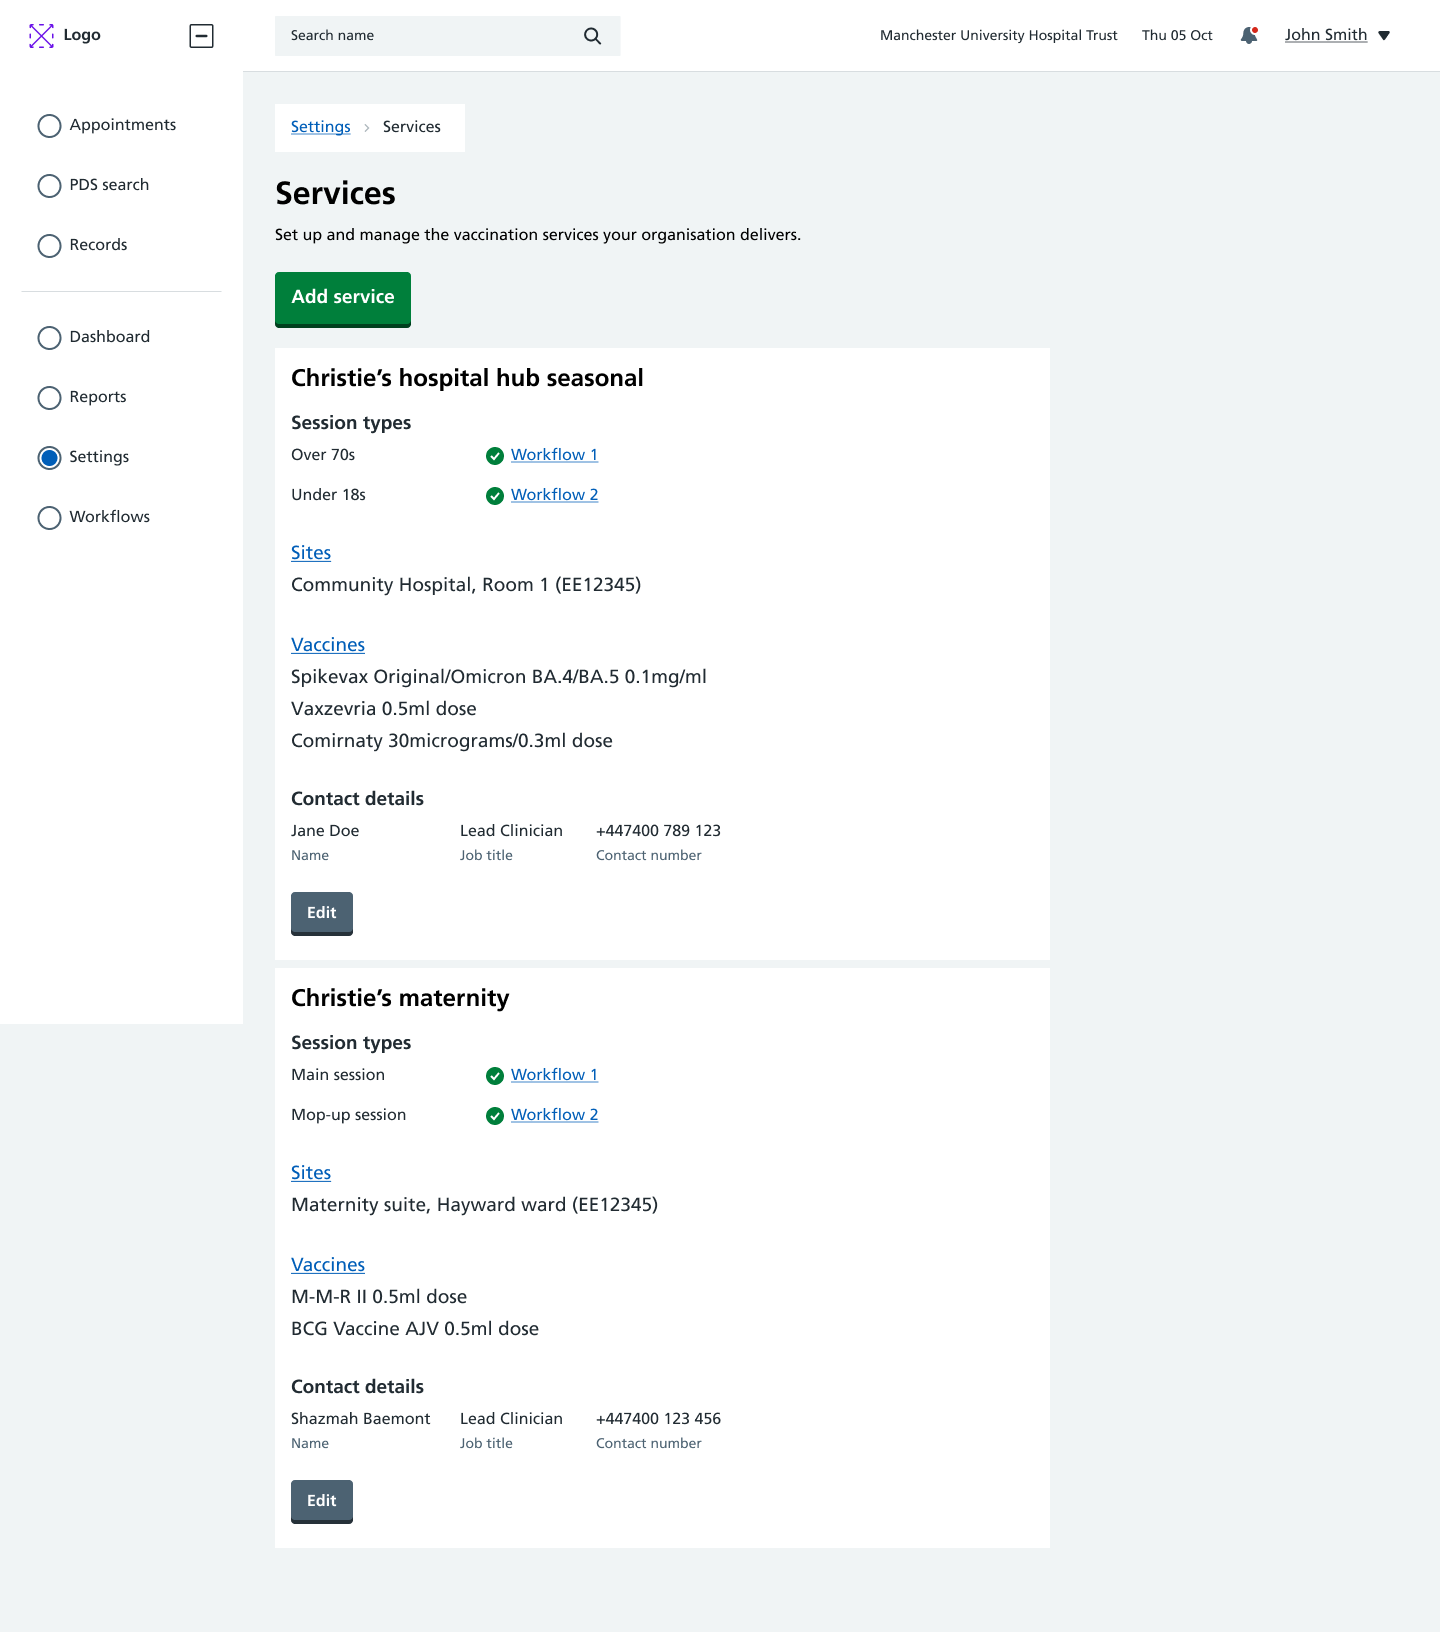 Logo
Search name
Manchester University Hospital Trust Thu 05 Oct John Smith
Appointments
PDS search
Records
Dashboard
Reports
Settings
Workflows
Settings > Services
Services
Set up and manage the vaccination services your organisation delivers.
Add service
Christie’s hospital hub seasonal
Session types
Over 70s Workflow 1
Under 18s Workflow 2
Sites
Community Hospital, Room 1 (EE12345)
Vaccines
Spikevax Original/Omicron BA.4/BA.5 0.1mg/ml
Vaxzevria 0.5ml dose
Comirnaty 30micrograms/0.3ml dose
Contact details
Jane Doe Lead Clinician +447400 789 123
Name Job title Contact number
Edit
Christie’s maternity
Session types
Main session Workflow 1
Mop-up session Workflow 2
Sites
Maternity suite, Hayward ward (EE12345)
Vaccines
M-M-R II 0.5ml dose
BCG Vaccine AJV 0.5ml dose
Contact details
Shazmah Baemont Lead Clinician +447400 123 456
Name Job title Contact number
Edit